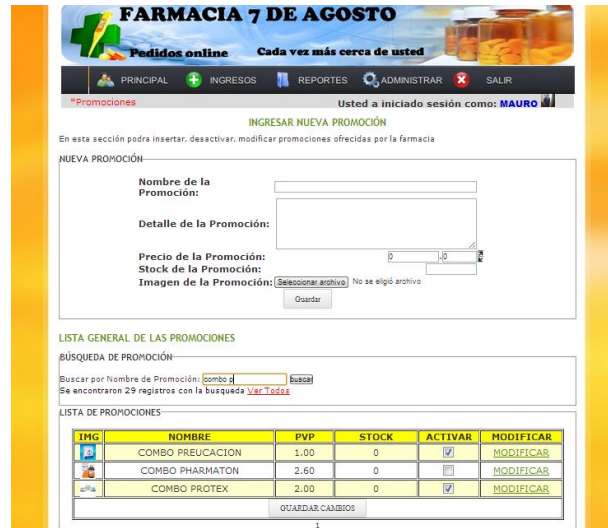 FARMACIA 7 DE AGOSTO
Pedidos online Cada vez más cerca de usted
PRINCIPAL INGRESOS REPORTES ADMINISTRAR SALIR
*Promociones Usted a iniciado sesión como: MAURO
INGRESAR NUEVA PROMOCIÓN
En esta sección podra insertar, desactivar, modificar promociones ofrecidas por la farmacia
NUEVA PROMOCIÓN
Nombre de la
Promoción:
Detalle de la Promoción:
Precio de la Promoción: 0 .0
Stock de la Promoción:
Imagen de la Promoción: Seleccionar archivo No se eligió archivo
Guardar
LISTA GENERAL DE LAS PROMOCIONES
BÚSQUEDA DE PROMOCIÓN
Buscar por Nombre de Promoción: combo p buscar
Se encontraron 29 registros con la busqueda Ver Todos
LISTA DE PROMOCIONES
IMG NOMBRE PVP STOCK ACTIVAR MODIFICAR
COMBO PREUCACION 1.00 0 MODIFICAR
COMBO PHARMATON 2.60 0 MODIFICAR
COMBO PROTEX 2.00 0 MODIFICAR
GUARDAR CAMBIOS
1